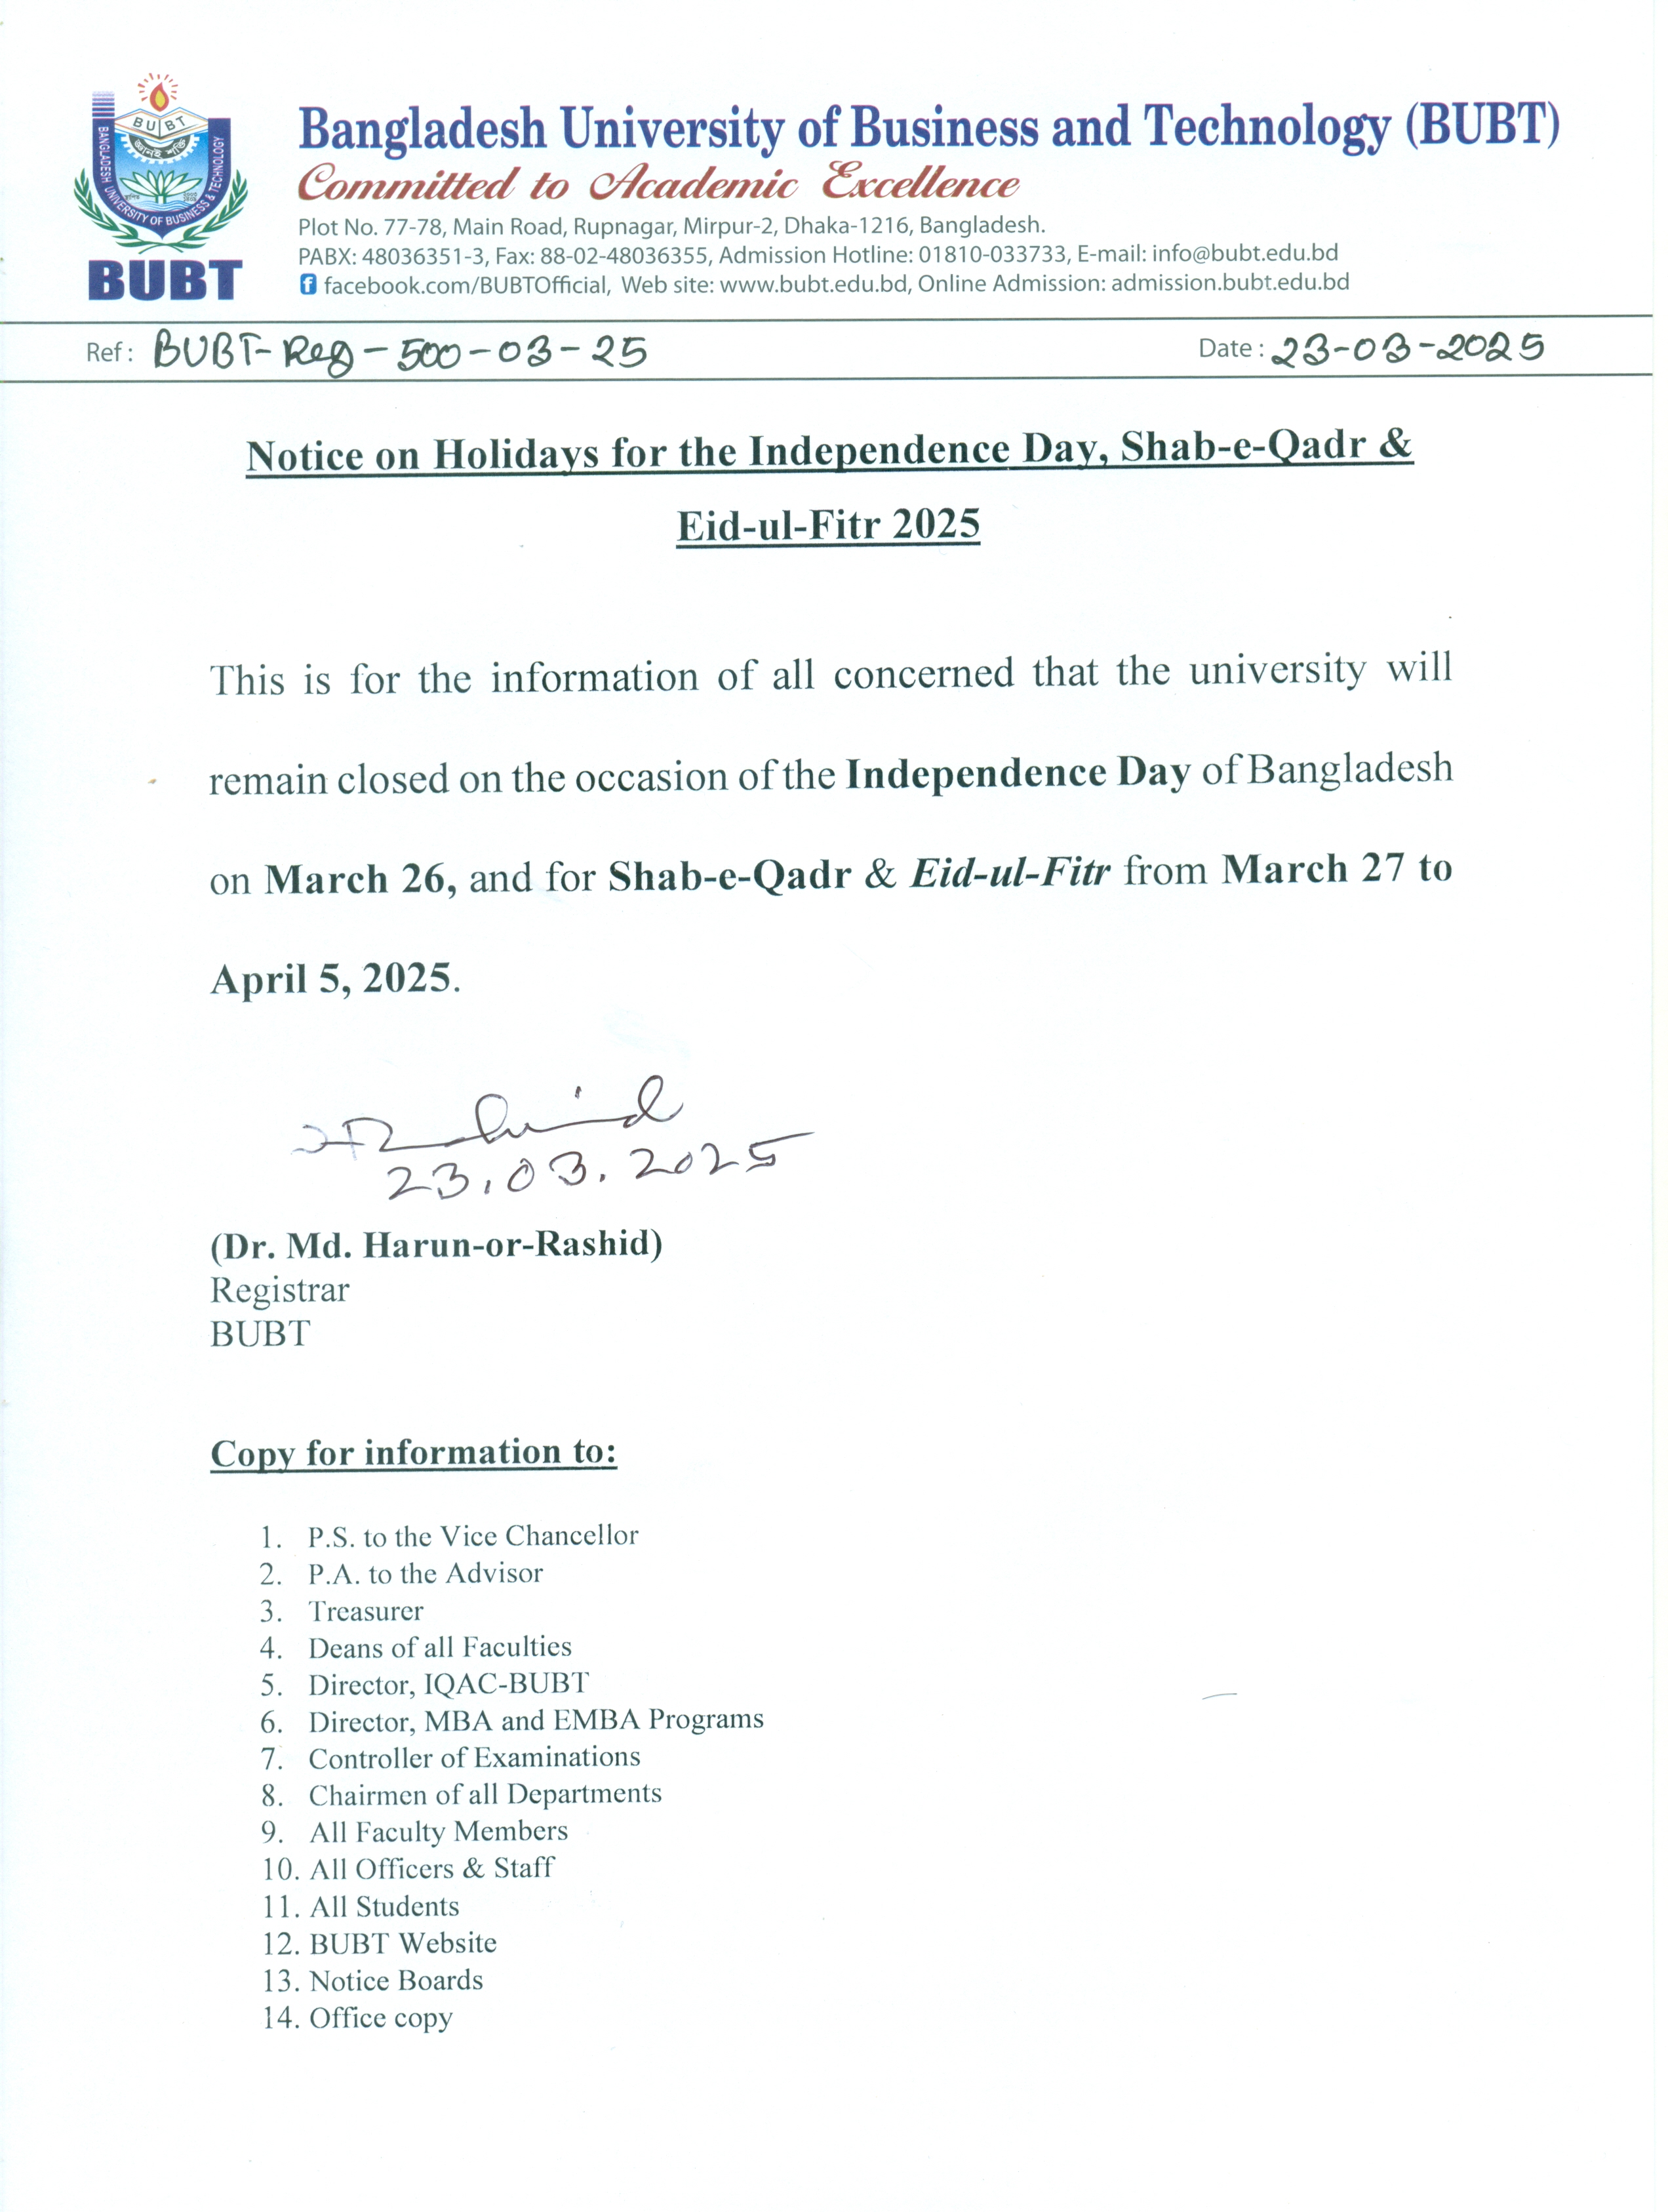 BUBT
জ্ঞানই শক্তি
BANGLADESH UNIVERSITY OF BUSINESS & TECHNOLOGY
BUBT
Bangladesh University of Business and Technology (BUBT)
Committed to Academic Excellence
Plot No. 77-78, Main Road, Rupnagar, Mirpur-2, Dhaka-1216, Bangladesh.
PABX: 48036351-3, Fax: 88-02-48036355, Admission Hotline: 01810-033733, E-mail: info@bubt.edu.bd
facebook.com/BUBTOfficial, Web site: www.bubt.edu.bd, Online Admission: admission.bubt.edu.bd
Ref: BUBT-Reg-500-03-25 Date: 23-03-2025
Notice on Holidays for the Independence Day, Shab-e-Qadr &
Eid-ul-Fitr 2025
This is for the information of all concerned that the university will
remain closed on the occasion of the Independence Day of Bangladesh
on March 26, and for Shab-e-Qadr & Eid-ul-Fitr from March 27 to
April 5, 2025.
23.03.2025
(Dr. Md. Harun-or-Rashid)
Registrar
BUBT
Copy for information to:
1. P.S. to the Vice Chancellor
2. P.A. to the Advisor
3. Treasurer
4. Deans of all Faculties
5. Director, IQAC-BUBT
6. Director, MBA and EMBA Programs
7. Controller of Examinations
8. Chairmen of all Departments
9. All Faculty Members
10. All Officers & Staff
11. All Students
12. BUBT Website
13. Notice Boards
14. Office copy